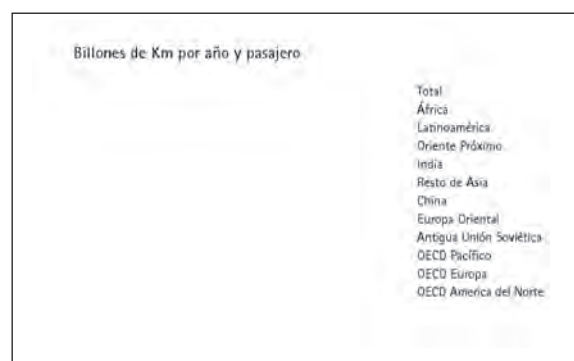 Billones de Km por año y pasajero
Total
África
Latinoamérica
Oriente Próximo
India
Resto de Asia
China
Europa Oriental
Antigua Unión Soviética
OECD Pacífico
OECD Europa
OECD America del Norte